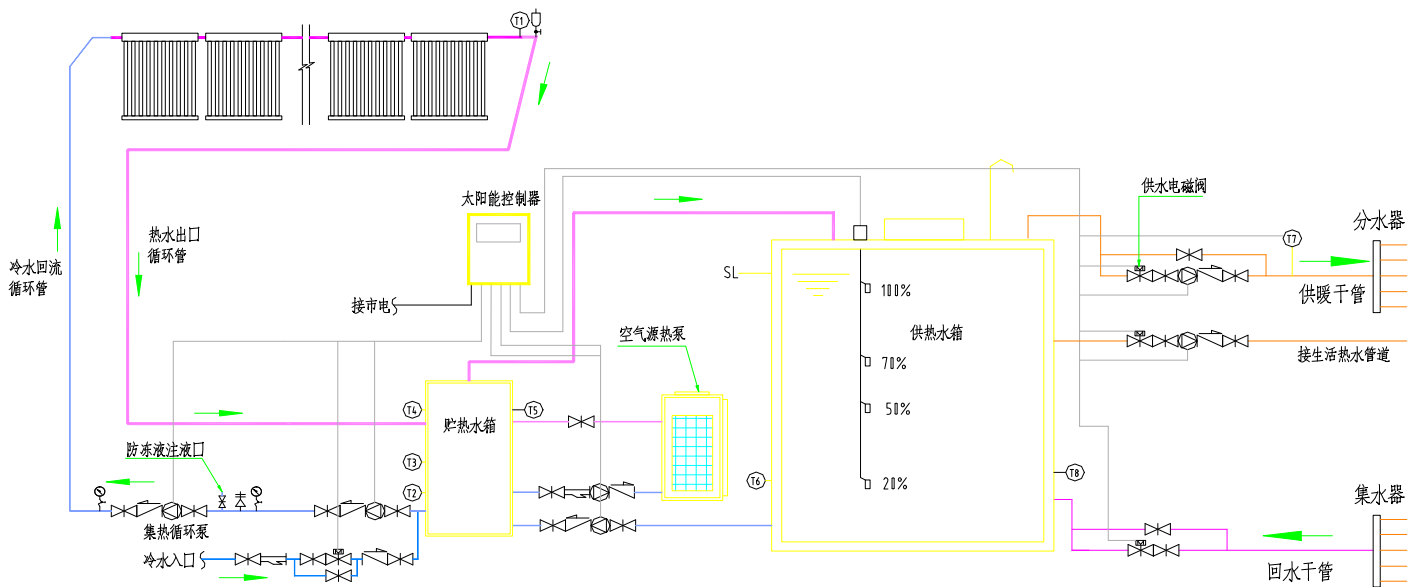 T1
太阳能控制器
供水电磁阀
分水器
热水出口
循环管
T7
冷水回流
循环管
SL
100%
供暖干管
接市电
空气源热泵
供热水箱
接生活热水管道
70%
T4
T5
50%
贮热水箱
防冻液注液口
T3
T8
T6
20%
T2
集水器
集热循环泵
冷水入口
回水干管